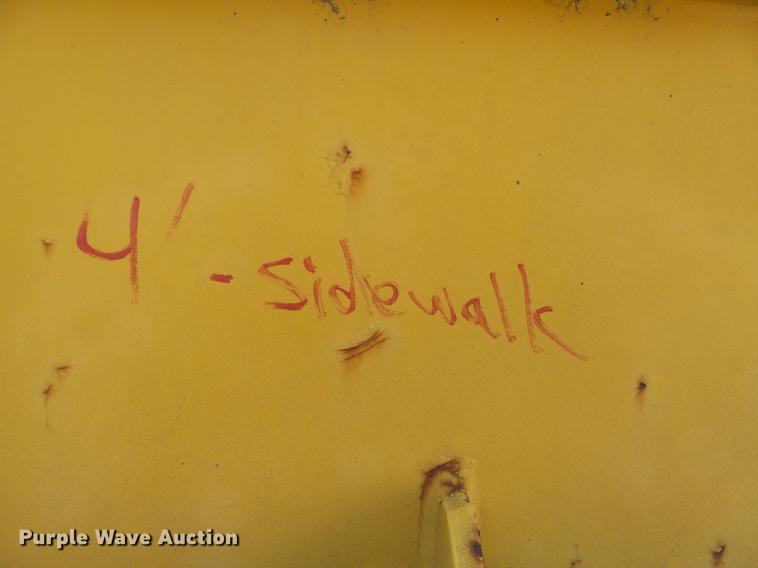 4' - Sidewalk
Purple Wave Auction